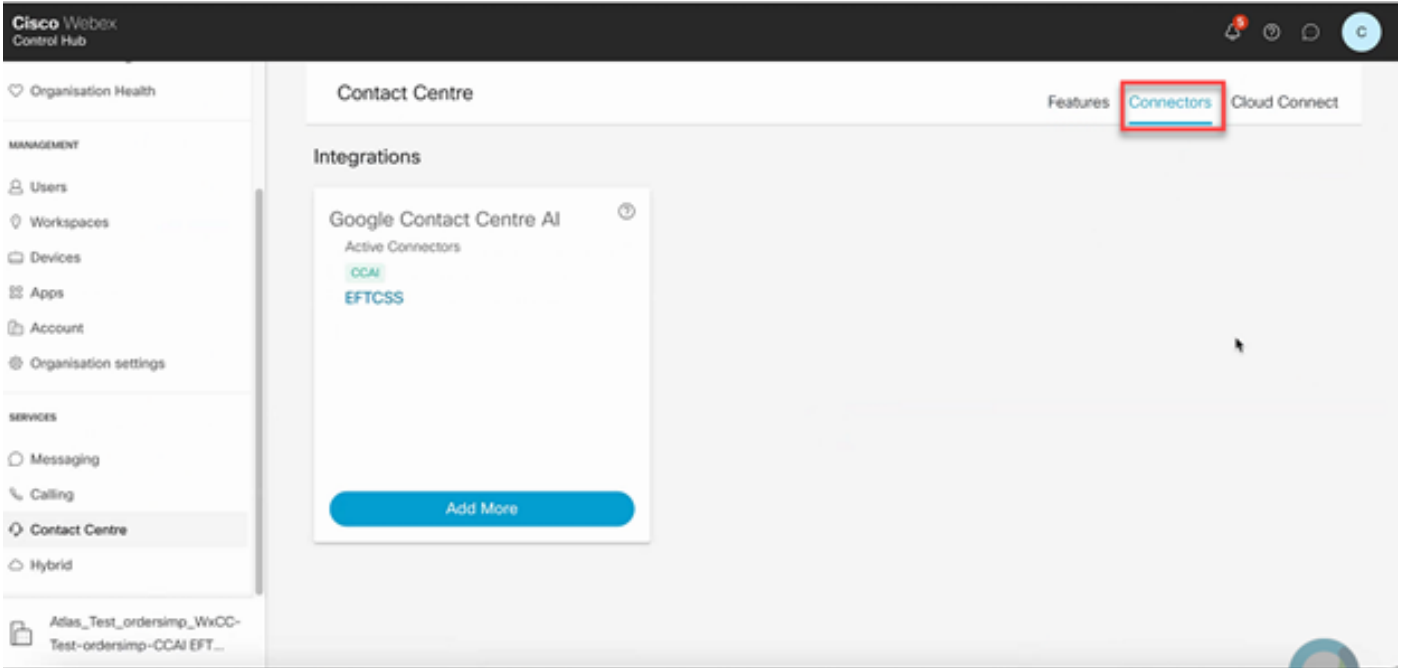 Cisco Webex
Control Hub
5
C
Organisation Health
MANAGEMENT
Users
Workspaces
Devices
Apps
Account
Organisation settings
SERVICES
Messaging
Calling
Contact Centre
Hybrid
Atlas_Test_ordersimp_WxCC-
Test-ordersimp-CCAI EFT...
Contact Centre
Features Connectors Cloud Connect
Integrations
Google Contact Centre AI
Active Connectors
CCAI
EFTCSS
Add More